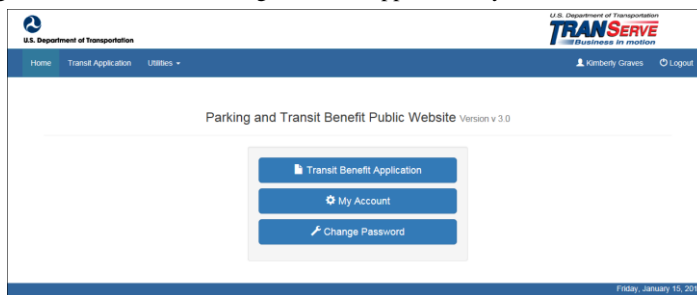 U.S. Department of Transportation
TRANSERVE
Business in motion
U.S. Department of Transportation
Home Transit Application Utilities Kimberly Graves Logout
Parking and Transit Benefit Public Website Version v 3.0
Transit Benefit Application
My Account
Change Password
Friday, January 15, 201